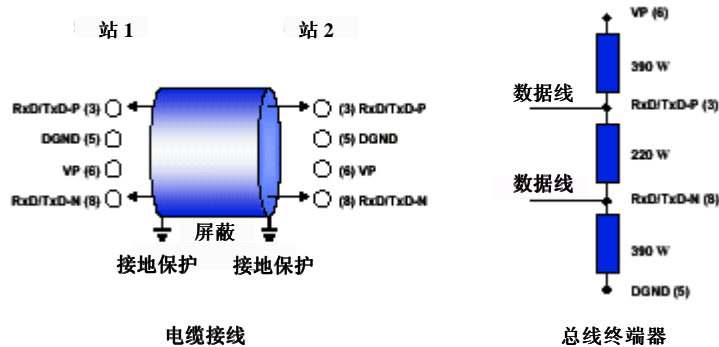 站 1
站 2
RxD/TxD-P (3)
DGND (5)
VP (6)
RxD/TxD-N (8)
(3) RxD/TxD-P
(5) DGND
(6) VP
(8) RxD/TxD-N
屏蔽
接地保护
接地保护
电缆接线
VP (6)
390 W
数据线
RxD/TxD-P (3)
220 W
数据线
RxD/TxD-N (8)
390 W
DGND (5)
总线终端器